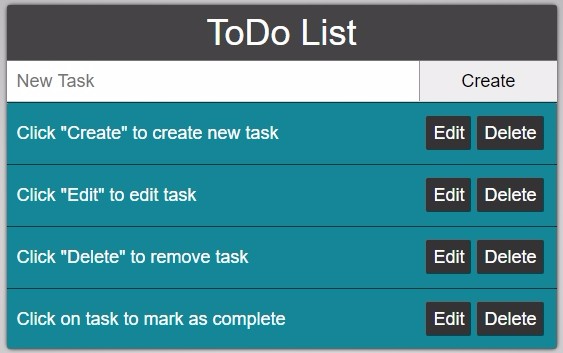 ToDo List
New Task Create
Click "Create" to create new task Edit Delete
Click "Edit" to edit task Edit Delete
Click "Delete" to remove task Edit Delete
Click on task to mark as complete Edit Delete